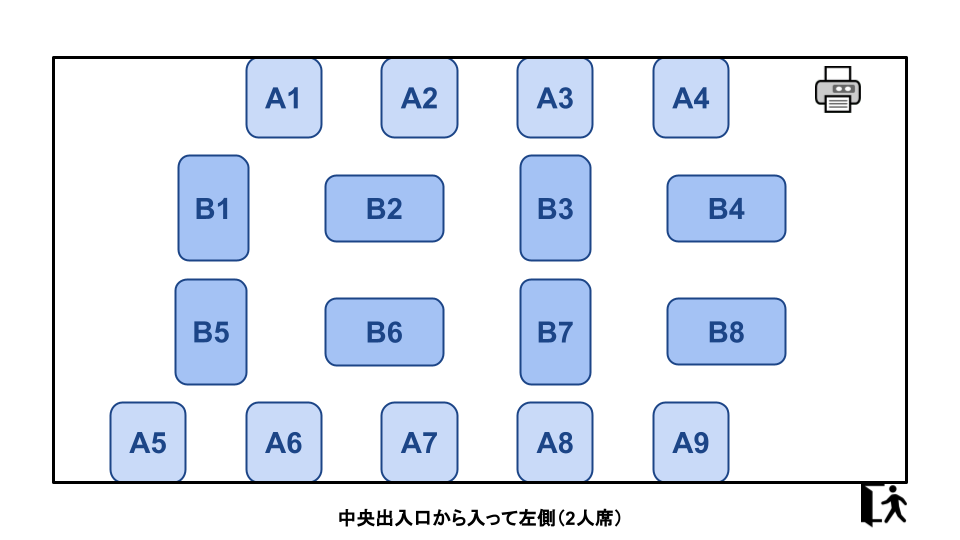 A1 A2 A3 A4
B1 B2 B3 B4
B5 B6 B7 B8
A5 A6 A7 A8 A9
中央出入口から入って左側（2人席）